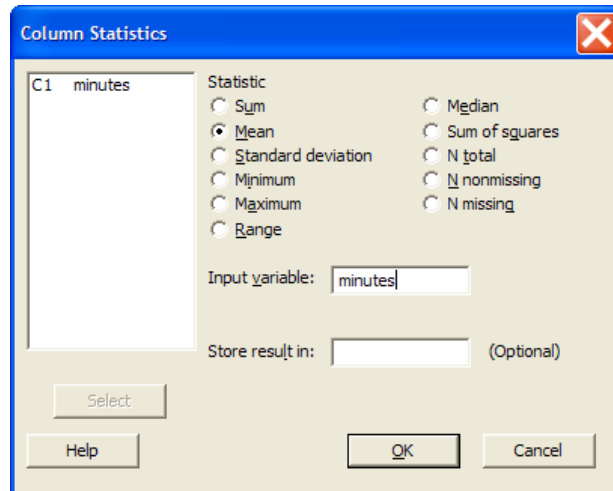 Column Statistics
C1 minutes
Statistic
Sum
Mean
Standard deviation
Minimum
Maximum
Range
Median
Sum of squares
N total
N nonmissing
N missing
Input variable: minutes
Store result in: (Optional)
Select
Help
OK
Cancel